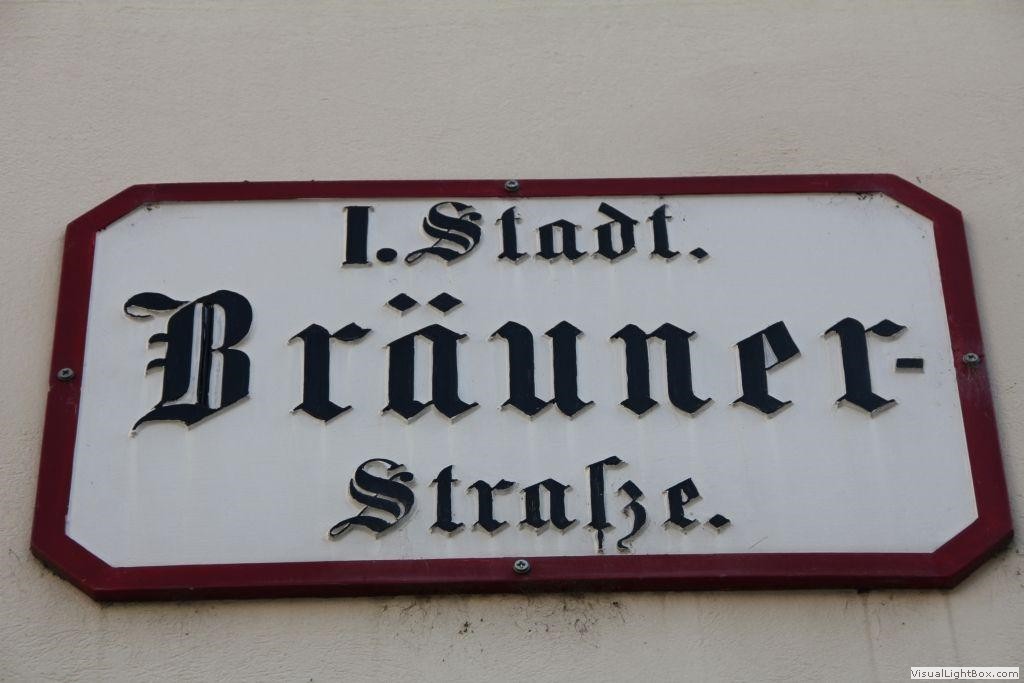 I. Stadt.
Bräuner-
Straße.
VisualLightBox.com